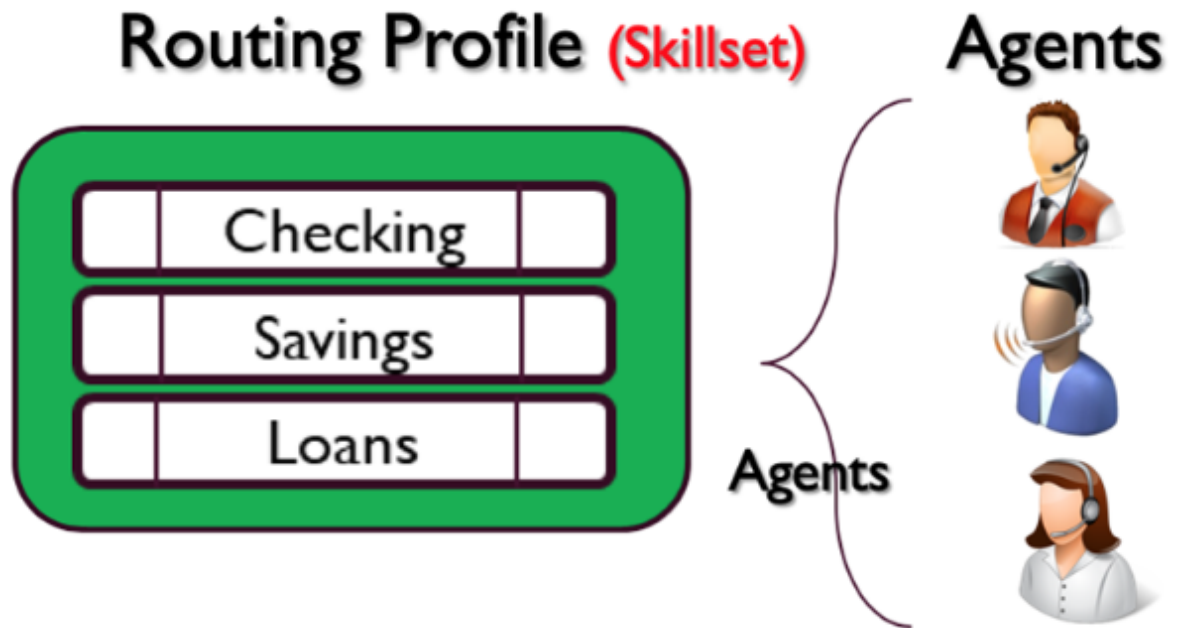 Routing Profile (Skillset)
Agents
Checking
Savings
Loans
Agents